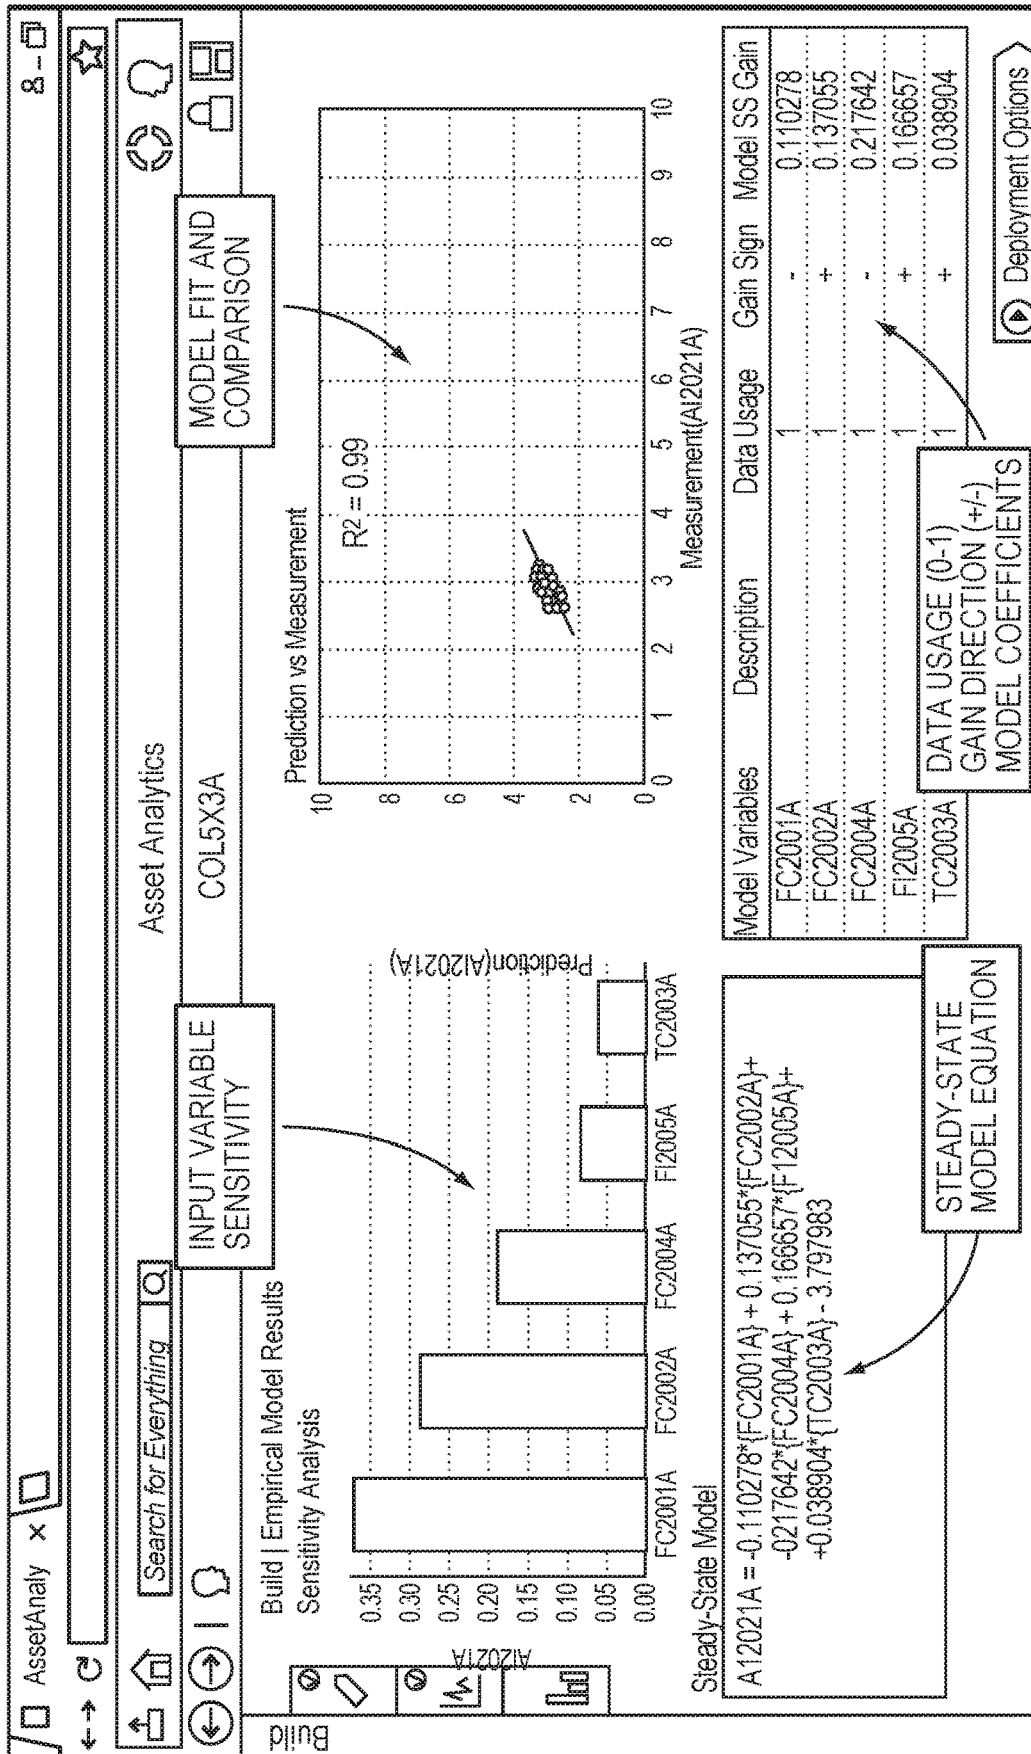 AssetAnaly x
Search for Everything
Asset Analytics
COL5X3A
Build
INPUT VARIABLE
SENSITIVITY
MODEL FIT AND
COMPARISON
Build | Empirical Model Results
Sensitivity Analysis
AI2021A
0.35
0.30
0.25
0.20
0.15
0.10
0.05
0.00
FC2001A FC2002A FC2004A FI2005A TC2003A
Prediction vs Measurement
R2 = 0.99
Prediction(AI2021A)
10
8
6
4
2
0
0 1 2 3 4 5 6 7 8 9 10
Measurement(AI2021A)
Steady-State Model
A12021A = -0.110278*{FC2001A} + 0.137055*{FC2002A}+
-0217642*{FC2004A} + 0.166657*{F12005A}+
+0.038904*{TC2003A} - 3.797983
STEADY-STATE
MODEL EQUATION
Model Variables Description Data Usage Gain Sign Model SS Gain
FC2001A 1 - 0.110278
FC2002A 1 + 0.137055
FC2004A 1 - 0.217642
FI2005A 1 + 0.166657
TC2003A 1 + 0.038904
DATA USAGE (0-1)
GAIN DIRECTION (+/-)
MODEL COEFFICIENTS
Deployment Options